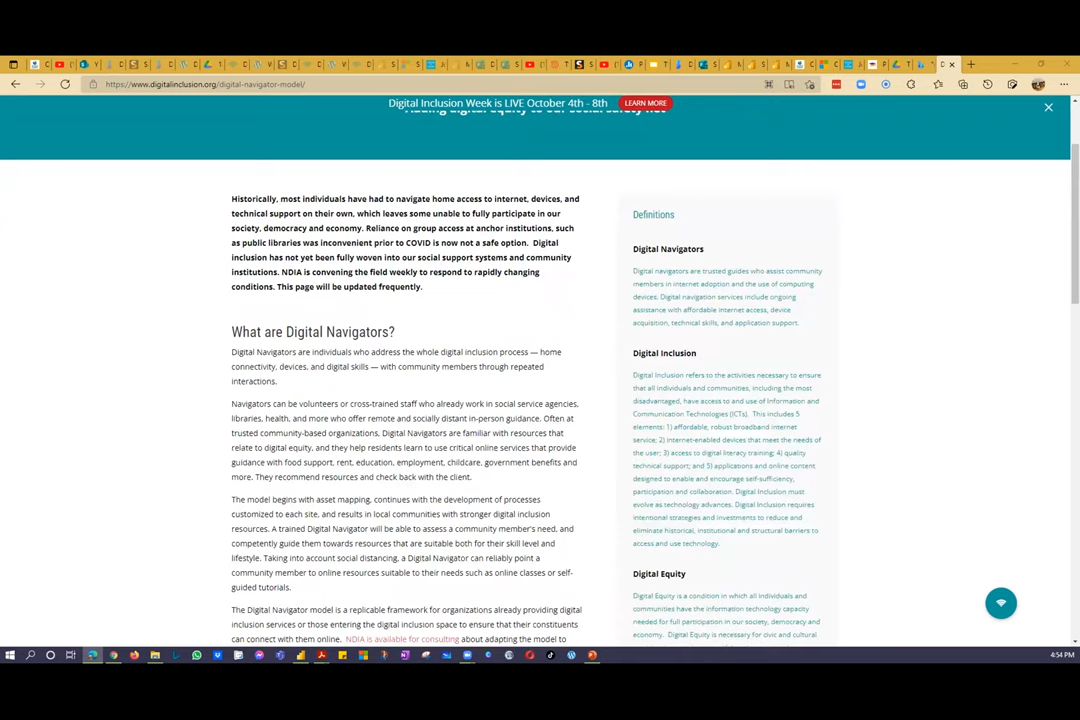 https://www.digitalinclusion.org/digital-navigator-model/
Digital Inclusion Week is LIVE October 4th - 8th
LEARN MORE
Adding digital equity to our social safety net
Historically, most individuals have had to navigate home access to internet, devices, and
technical support on their own, which leaves some unable to fully participate in our
society, democracy and economy. Reliance on group access at anchor institutions, such
as public libraries was inconvenient prior to COVID is now not a safe option. Digital
inclusion has not yet been fully woven into our social support systems and community
institutions. NDIA is convening the field weekly to respond to rapidly changing
conditions. This page will be updated frequently.
What are Digital Navigators?
Digital Navigators are individuals who address the whole digital inclusion process — home
connectivity, devices, and digital skills — with community members through repeated
interactions.
Navigators can be volunteers or cross-trained staff who already work in social service agencies,
libraries, health, and more who offer remote and socially distant in-person guidance. Often at
trusted community-based organizations, Digital Navigators are familiar with resources that
relate to digital equity, and they help residents learn to use critical online services that provide
guidance with food support, rent, education, employment, childcare, government benefits and
more. They recommend resources and check back with the client.
The model begins with asset mapping, continues with the development of processes
customized to each site, and results in local communities with stronger digital inclusion
resources. A trained Digital Navigator will be able to assess a community member's need, and
competently guide them towards resources that are suitable both for their skill level and
lifestyle. Taking into account social distancing, a Digital Navigator can reliably point a
community member to online resources suitable to their needs such as online classes or self-
guided tutorials.
The Digital Navigator model is a replicable framework for organizations already providing digital
inclusion services or those entering the digital inclusion space to ensure that their constituents
can connect with them online. NDIA is available for consulting about adapting the model to
Definitions
Digital Navigators
Digital navigators are trusted guides who assist community
members in internet adoption and the use of computing
devices. Digital navigation services include ongoing
assistance with affordable internet access, device
acquisition, technical skills, and application support.
Digital Inclusion
Digital Inclusion refers to the activities necessary to ensure
that all individuals and communities, including the most
disadvantaged, have access to and use of Information and
Communication Technologies (ICTs). This includes 5
elements: 1) affordable, robust broadband internet
service; 2) internet-enabled devices that meet the needs of
the user; 3) access to digital literacy training; 4) quality
technical support; and 5) applications and online content
designed to enable and encourage self-sufficiency,
participation and collaboration. Digital Inclusion must
evolve as technology advances. Digital Inclusion requires
intentional strategies and investments to reduce and
eliminate historical, institutional and structural barriers to
access and use technology.
Digital Equity
Digital Equity is a condition in which all individuals and
communities have the information technology capacity
needed for full participation in our society, democracy and
economy. Digital Equity is necessary for civic and cultural
4:54 PM